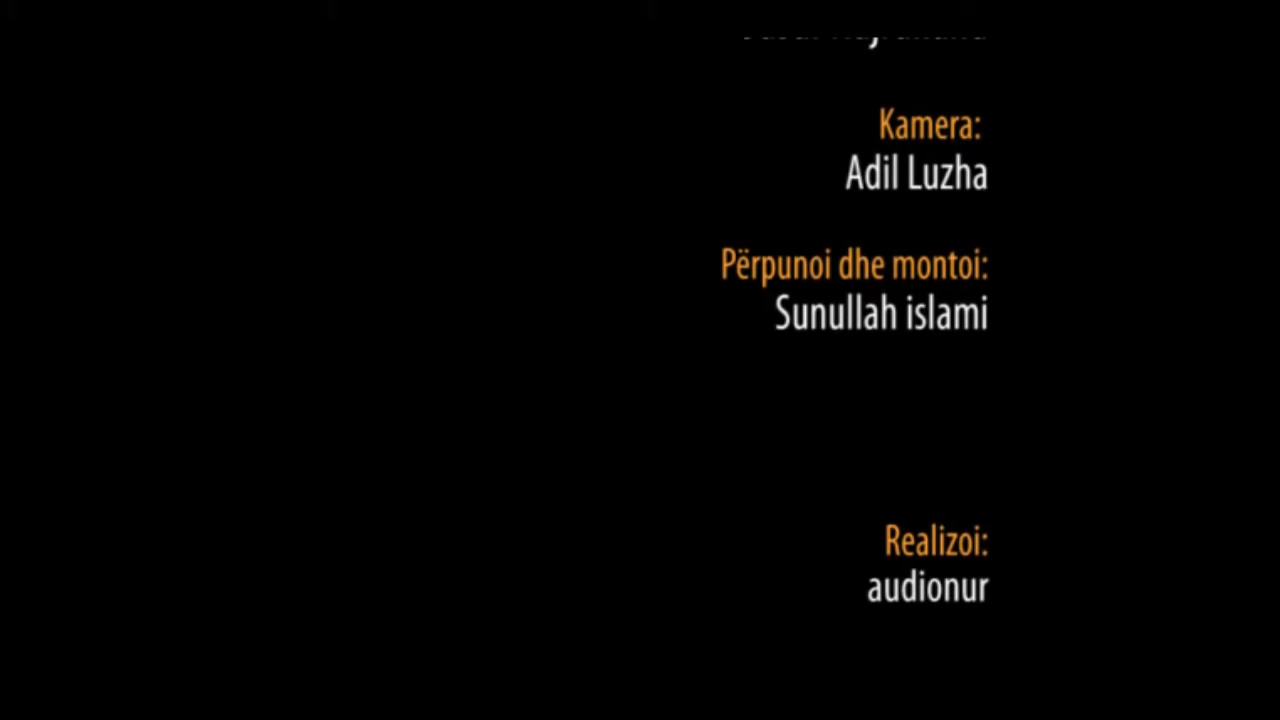 Kamera:
Adil Luzha
Përpunoi dhe montoi:
Sunullah islami
Realizoi:
audionur